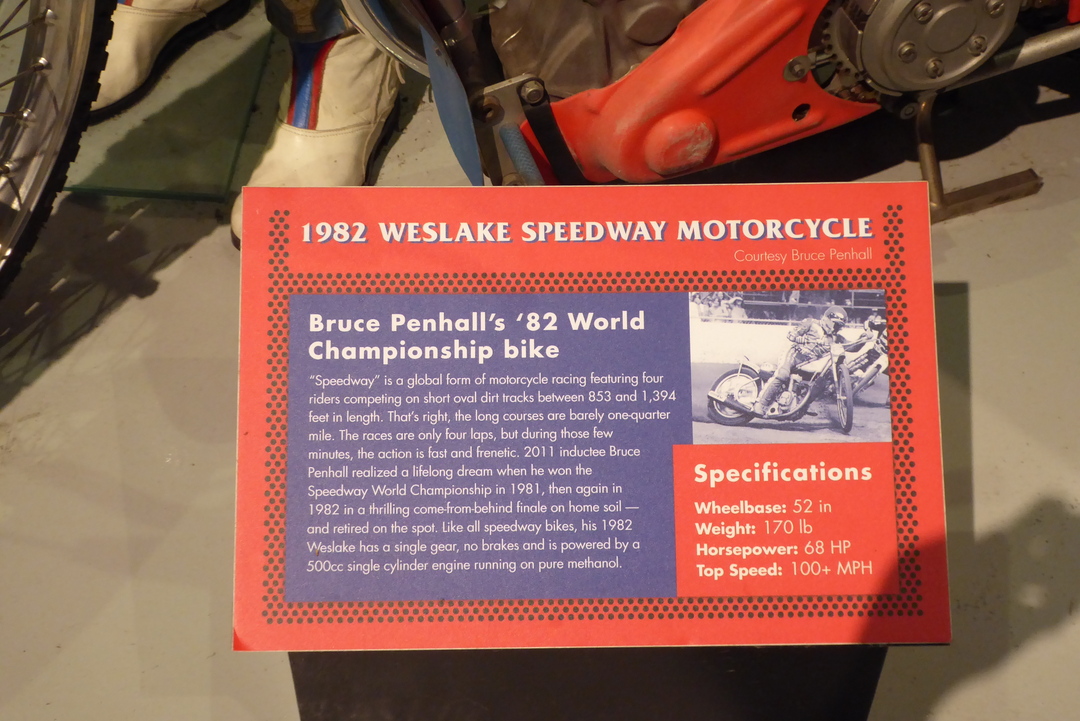 1982 WESLAKE SPEEDWAY MOTORCYCLE
Courtesy Bruce Penhall
Bruce Penhall's '82 World
Championship bike
"Speedway" is a global form of motorcycle racing featuring four
riders competing on short oval dirt tracks between 853 and 1,394
feet in length. That's right, the long courses are barely one-quarter
mile. The races are only four laps, but during those few
minutes, the action is fast and frenetic. 2011 inductee Bruce
Penhall realized a lifelong dream when he won the
Speedway World Championship in 1981, then again in
1982 in a thrilling come-from-behind finale on home soil —
and retired on the spot. Like all speedway bikes, his 1982
Weslake has a single gear, no brakes and is powered by a
500cc single cylinder engine running on pure methanol.
Specifications
Wheelbase: 52 in
Weight: 170 lb
Horsepower: 68 HP
Top Speed: 100+ MPH